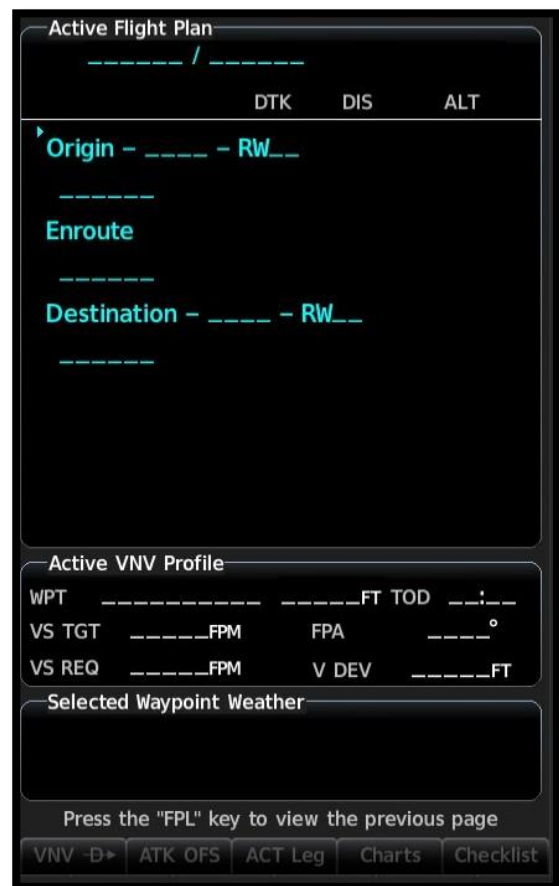 Active Flight Plan
______ / ______
DTK DIS ALT
Origin – ____ – RW__
______
Enroute
______
Destination – ____ – RW__
______
Active VNV Profile
WPT __________ _____FT TOD __:__
VS TGT _____FPM FPA ____°
VS REQ _____FPM V DEV _____FT
Selected Waypoint Weather
Press the "FPL" key to view the previous page
VNV -D→ ATK OFS ACT Leg Charts Checklist